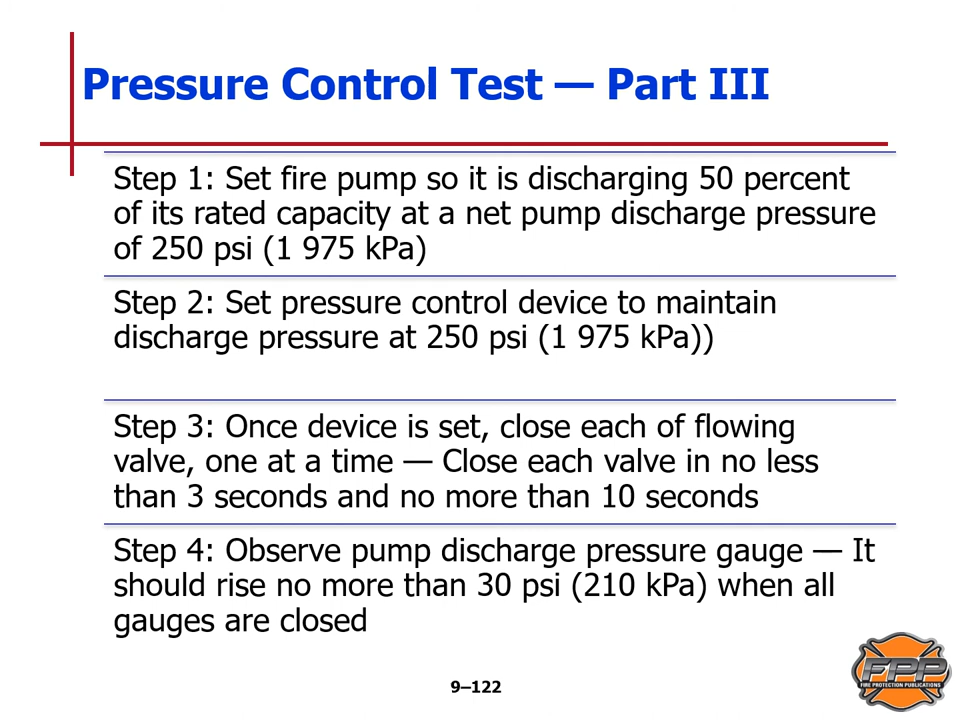 Pressure Control Test — Part III
Step 1: Set fire pump so it is discharging 50 percent
of its rated capacity at a net pump discharge pressure
of 250 psi (1 975 kPa)
Step 2: Set pressure control device to maintain
discharge pressure at 250 psi (1 975 kPa))
Step 3: Once device is set, close each of flowing
valve, one at a time — Close each valve in no less
than 3 seconds and no more than 10 seconds
Step 4: Observe pump discharge pressure gauge — It
should rise no more than 30 psi (210 kPa) when all
gauges are closed
9–122
FPP
FIRE PROTECTION PUBLICATIONS